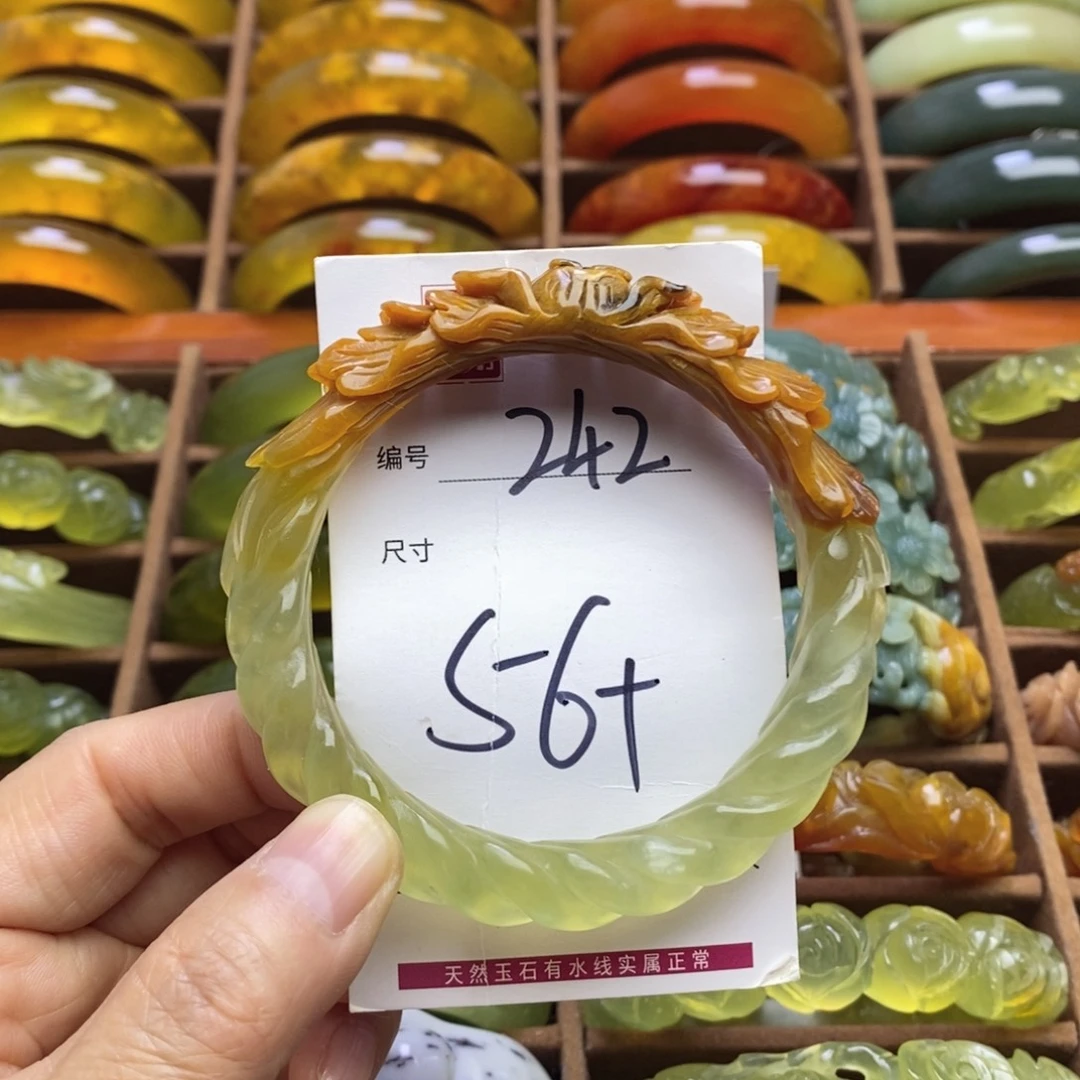 编号 242
尺寸
56+
天然玉石有水线实属正常